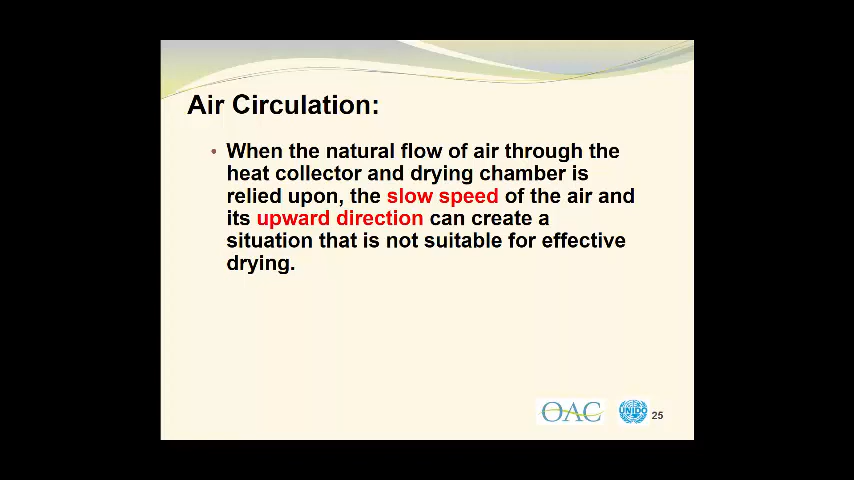 Air Circulation:
• When the natural flow of air through the
heat collector and drying chamber is
relied upon, the slow speed of the air and
its upward direction can create a
situation that is not suitable for effective
drying.
OAC UNIDO 25